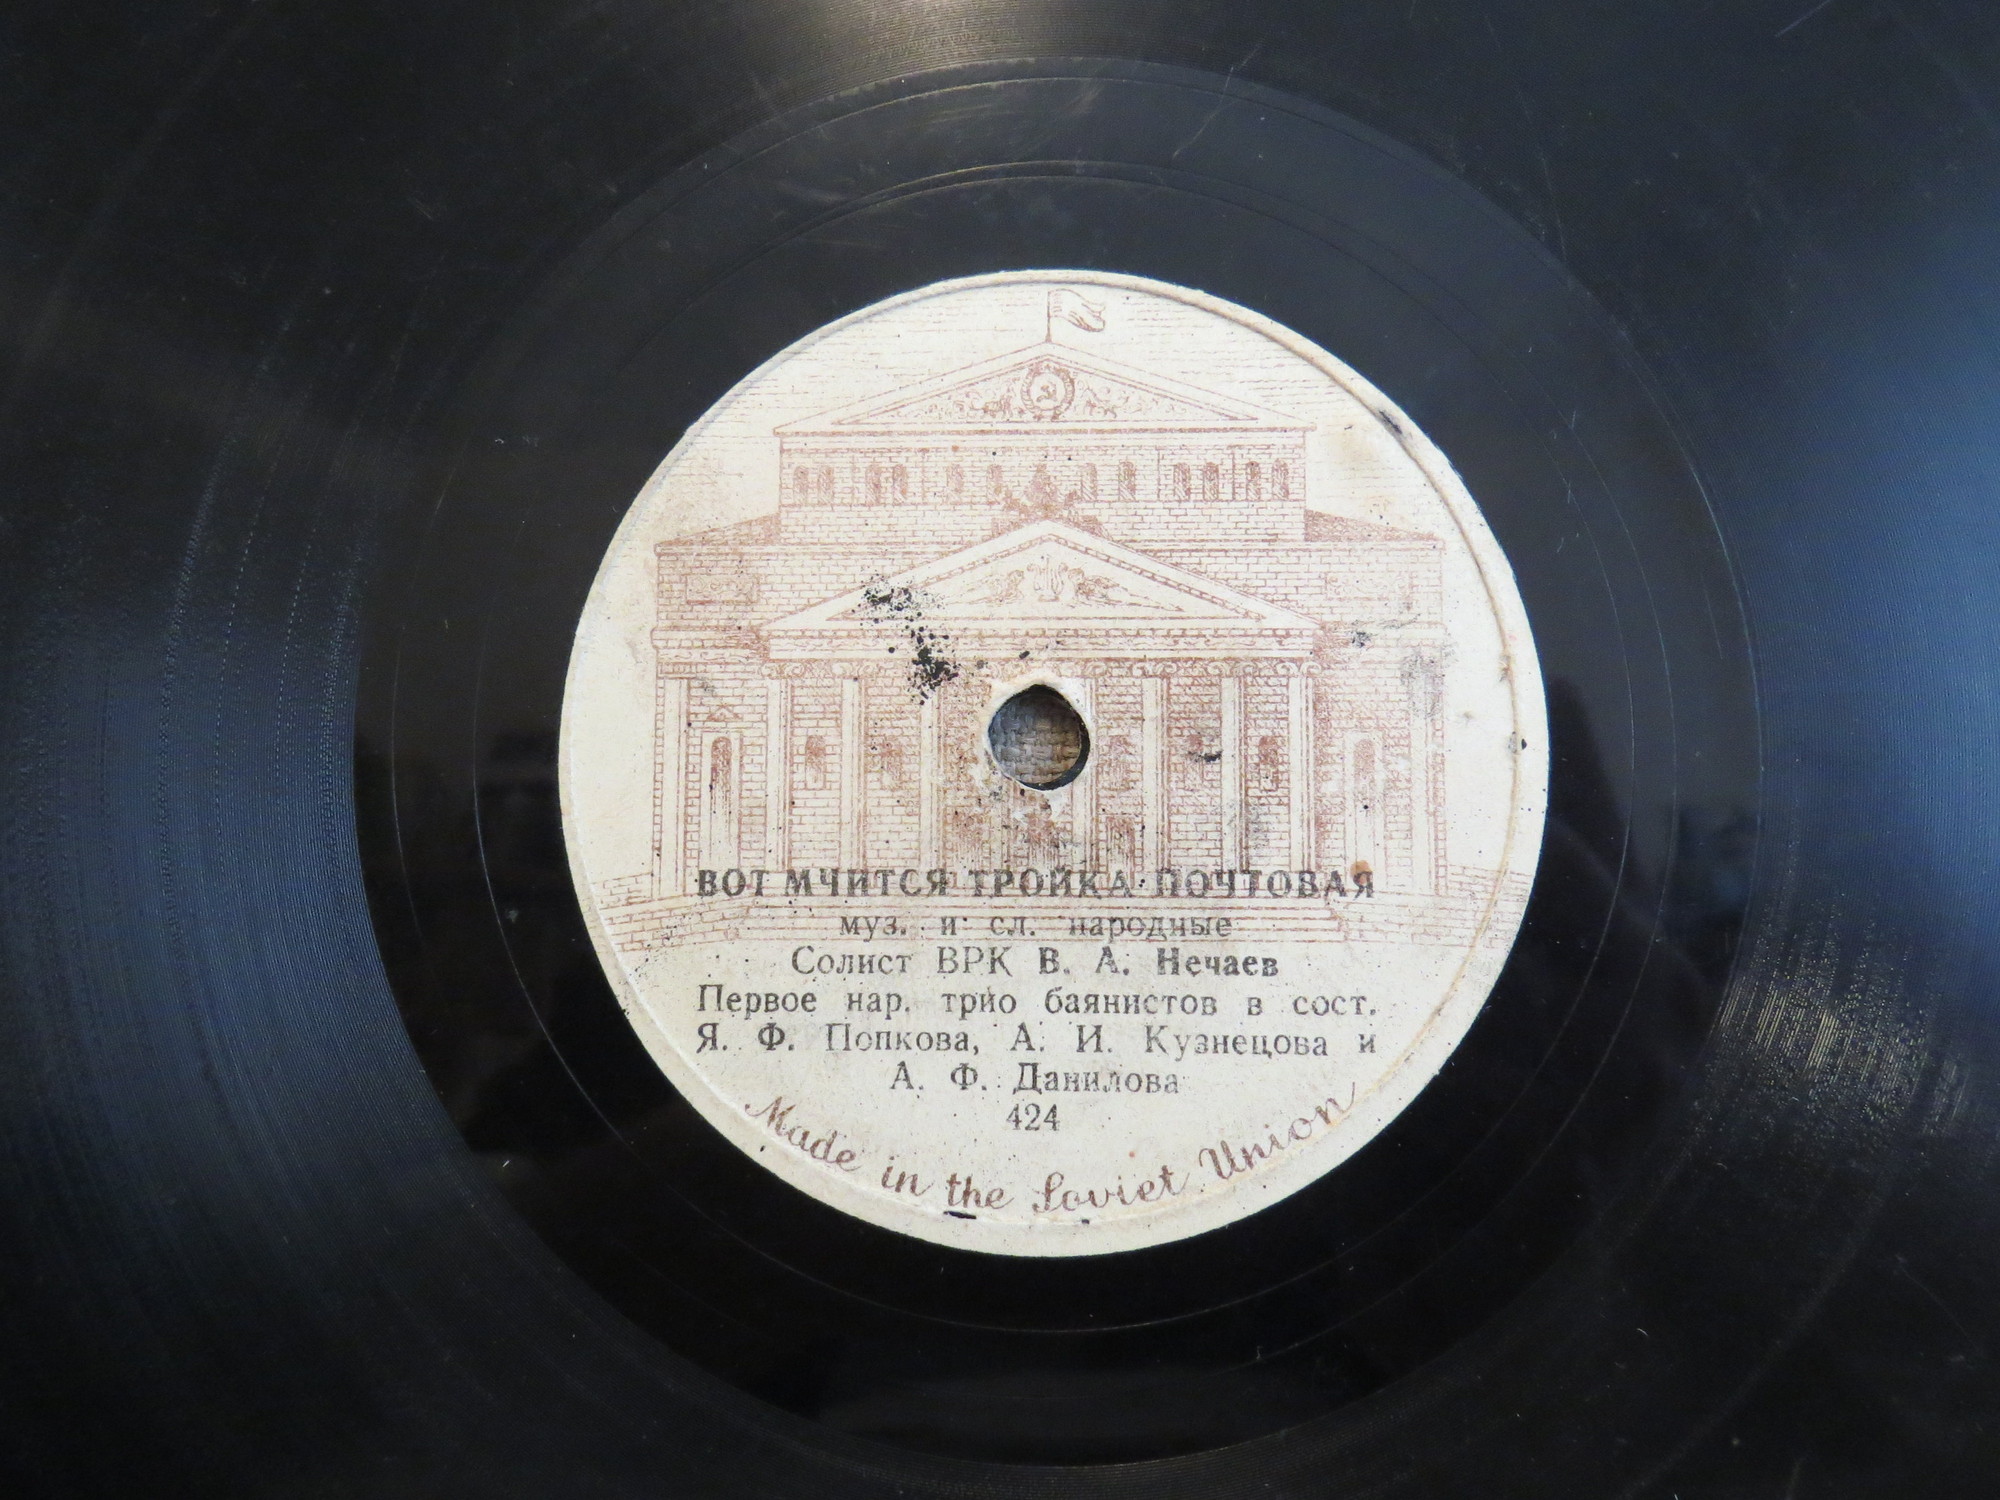 ВОТ МЧИТСЯ ТРОЙКА ПОЧТОВАЯ
муз. и сл. народные
Солист ВРК В. А. Нечаев
Первое нар. трио баянистов в сост.
Я. Ф. Попкова, А. И. Кузнецова и
А. Ф. Данилова
424
Made in the Soviet Union